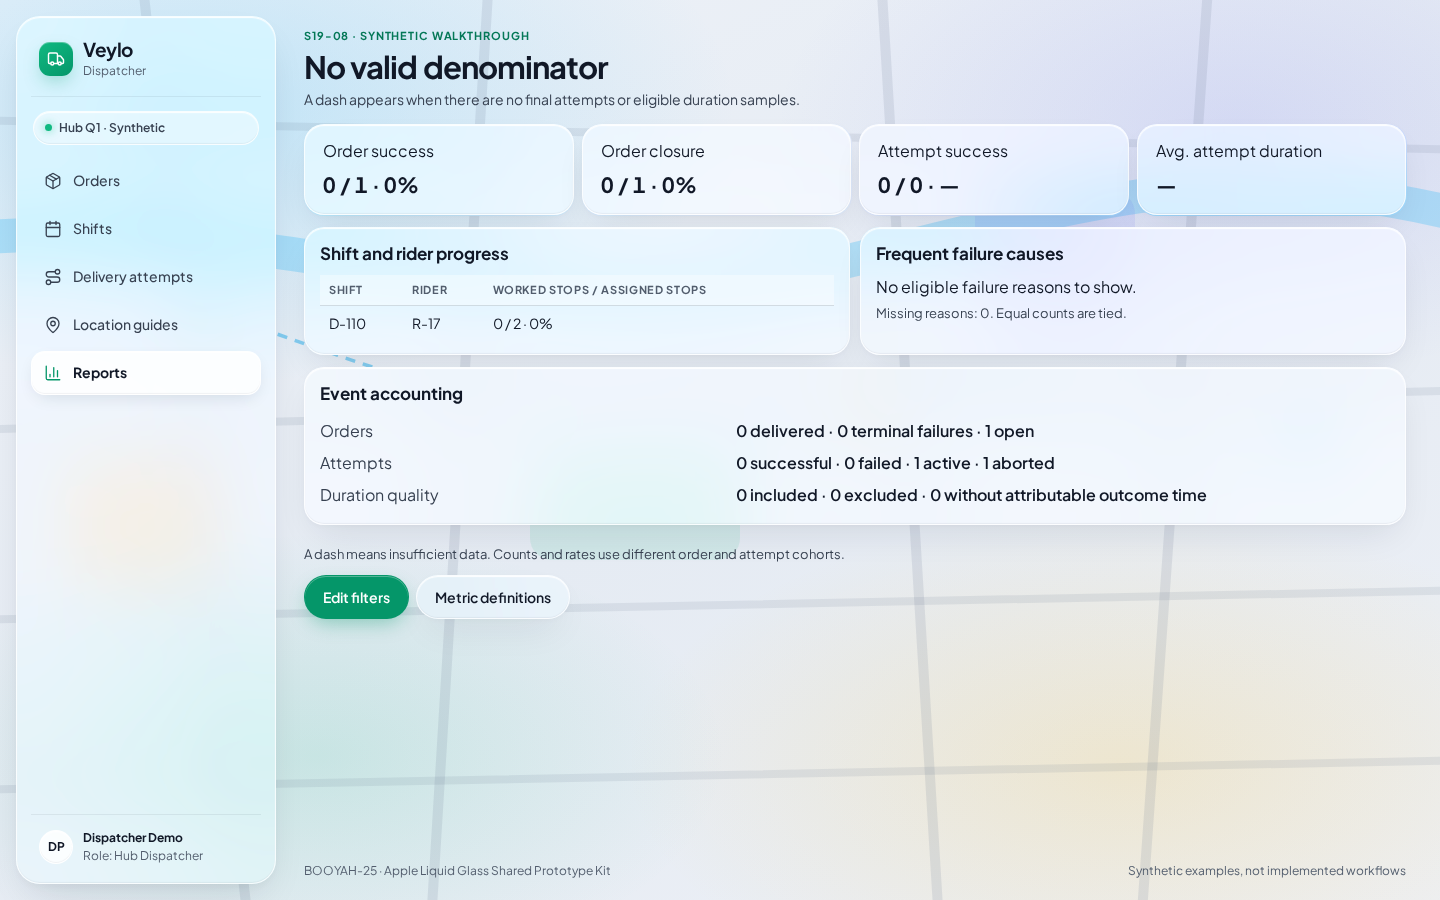 Veylo
Dispatcher
Hub Q1 · Synthetic
Orders
Shifts
Delivery attempts
Location guides
Reports
DP
Dispatcher Demo
Role: Hub Dispatcher
S19-08 · SYNTHETIC WALKTHROUGH
No valid denominator
A dash appears when there are no final attempts or eligible duration samples.
Order success
0 / 1 · 0%
Order closure
0 / 1 · 0%
Attempt success
0 / 0 · —
Avg. attempt duration
—
Shift and rider progress
SHIFT RIDER WORKED STOPS / ASSIGNED STOPS
D-110 R-17 0 / 2 · 0%
Frequent failure causes
No eligible failure reasons to show.
Missing reasons: 0. Equal counts are tied.
Event accounting
Orders 0 delivered · 0 terminal failures · 1 open
Attempts 0 successful · 0 failed · 1 active · 1 aborted
Duration quality 0 included · 0 excluded · 0 without attributable outcome time
A dash means insufficient data. Counts and rates use different order and attempt cohorts.
Edit filters
Metric definitions
BOOYAH-25 · Apple Liquid Glass Shared Prototype Kit
Synthetic examples, not implemented workflows